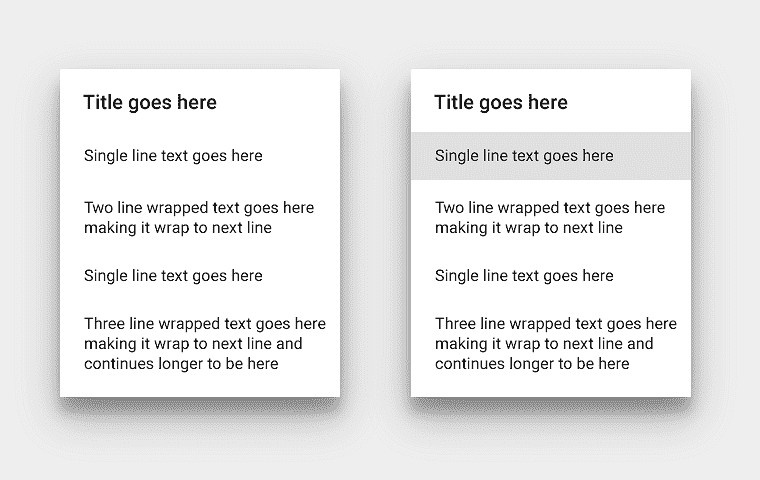 Title goes here
Single line text goes here
Two line wrapped text goes here
making it wrap to next line
Single line text goes here
Three line wrapped text goes here
making it wrap to next line and
continues longer to be here
Title goes here
Single line text goes here
Two line wrapped text goes here
making it wrap to next line
Single line text goes here
Three line wrapped text goes here
making it wrap to next line and
continues longer to be here